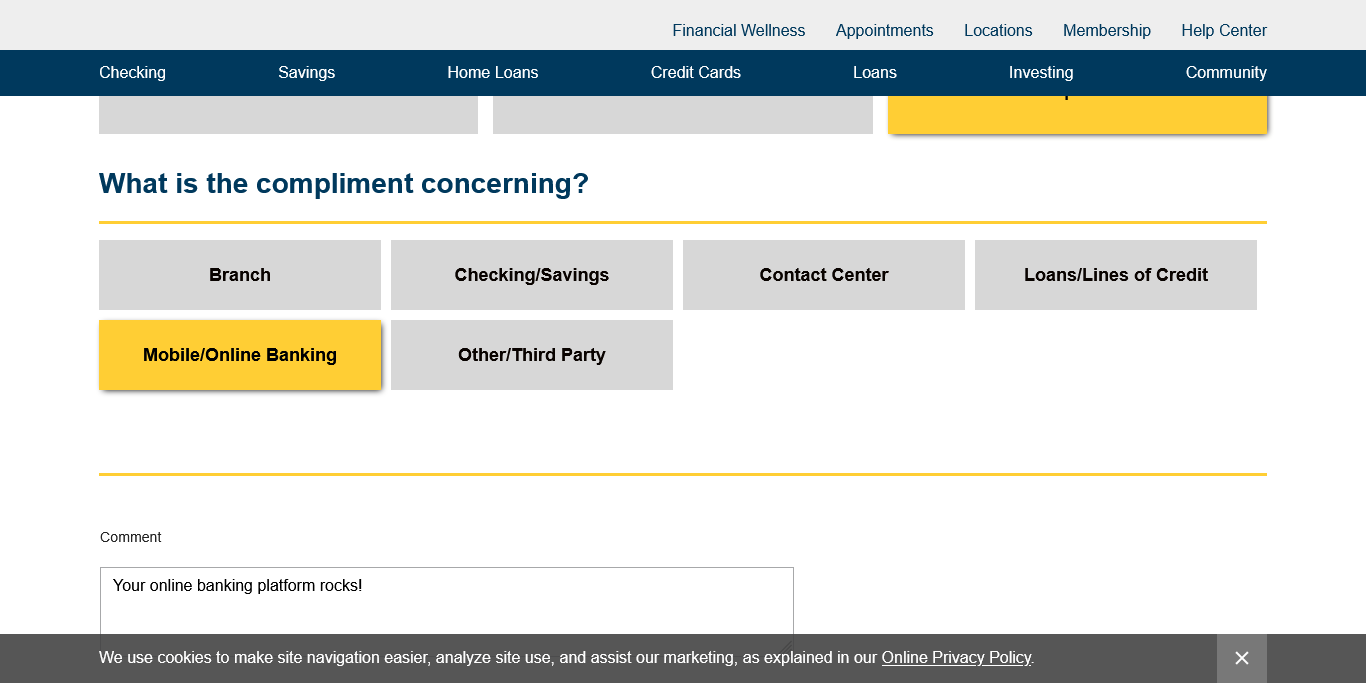 Financial Wellness Appointments Locations Membership Help Center
Checking Savings Home Loans Credit Cards Loans Investing Community
What is the compliment concerning?
Branch Checking/Savings Contact Center Loans/Lines of Credit
Mobile/Online Banking Other/Third Party
Comment
Your online banking platform rocks!
We use cookies to make site navigation easier, analyze site use, and assist our marketing, as explained in our Online Privacy Policy.